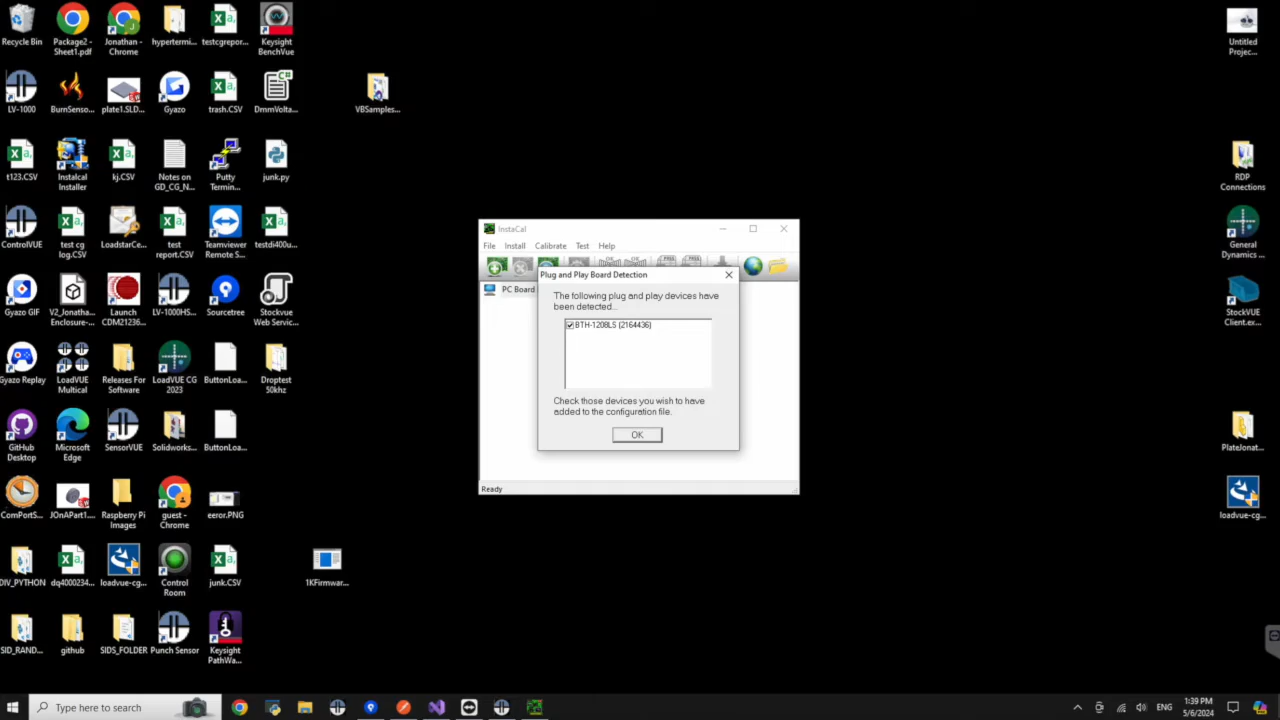 Recycle Bin
Package2 -
Sheet1.pdf
Jonathan -
Chrome
hypertermi...
testcgrepor...
Keysight
BenchVue
Untitled
Projec...
LV-1000
BurnSenso...
plate1.SLD...
Gyazo
trash.CSV
DmmVolta...
VBSamples...
t123.CSV
Instalcal
Installer
kj.CSV
Notes on
GD_CG_N...
Putty
Termin...
junk.py
RDP
Connections
ControlVUE
test cg
log.CSV
LoadstarCe...
test
report.CSV
Teamviewer
Remote S...
testdi400u...
General
Dynamics ...
Gyazo GIF
V2_Jonatha...
Enclosure-...
Launch
CDM21236...
LV-1000HS...
Sourcetree
Stockvue
Web Servic...
StockVUE
Client.ex...
Gyazo Replay
LoadVUE
Multical
Releases For
Software
LoadVUE CG
2023
ButtonLoa...
Droptest
50khz
GitHub
Desktop
Microsoft
Edge
SensorVUE
Solidworks...
ButtonLoa...
PlateJonat...
ComPortS...
JOnAPart1....
Raspberry Pi
Images
guest -
Chrome
eeror.PNG
loadvue-cg...
DIV_PYTHON
dq4000234...
loadvue-cg...
Control
Room
junk.CSV
1KFirmwar...
SID_RAND...
github
SIDS_FOLDER
Punch Sensor
Keysight
PathWa...
InstaCal
File Install Calibrate Test Help
PC Board
Plug and Play Board Detection
The following plug and play devices have
been detected...
BTH-1208LS (2164436)
Check those devices you wish to have
added to the configuration file.
OK
Ready
Type here to search
ENG
1:39 PM
5/6/2024